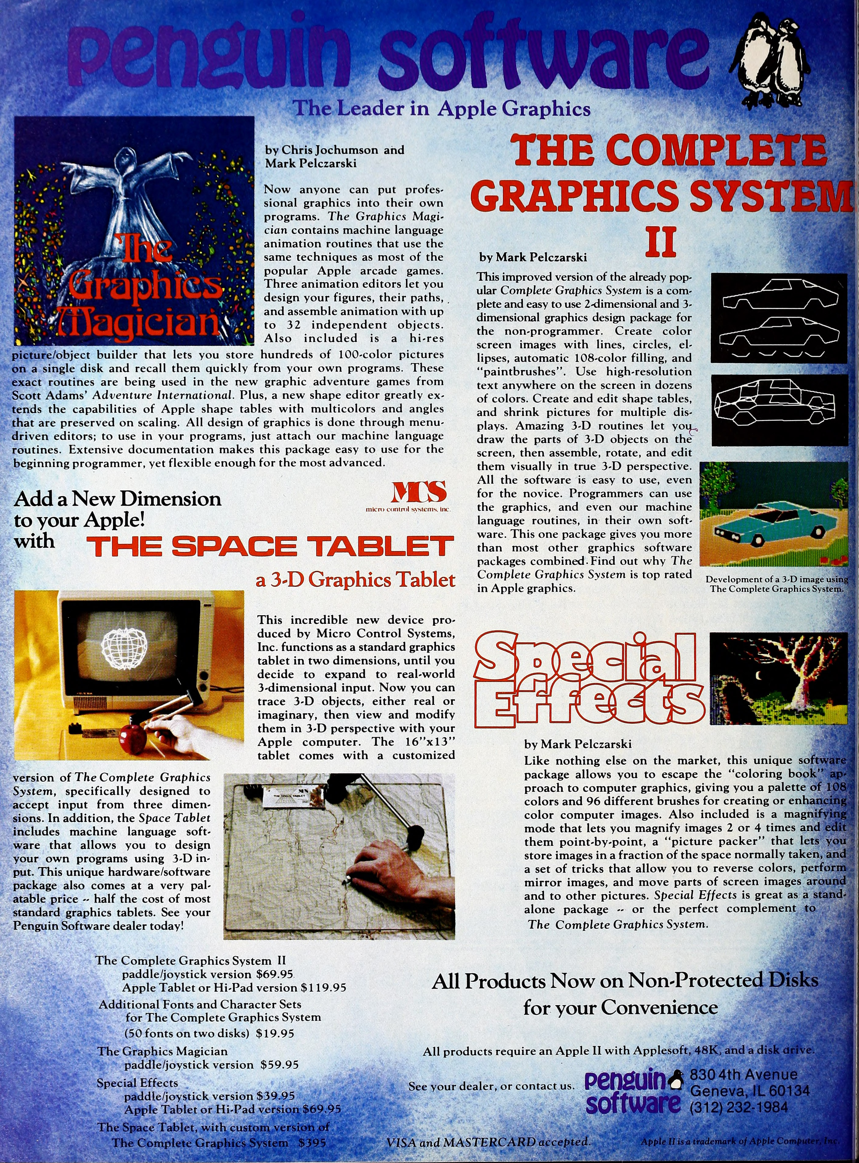 penguin software
The Leader in Apple Graphics
The
Graphics
Magician
by Chris Jochumson and
Mark Pelczarski
Now anyone can put profes-
sional graphics into their own
programs. The Graphics Magi-
cian contains machine language
animation routines that use the
same techniques as most of the
popular Apple arcade games.
Three animation editors let you
design your figures, their paths,
and assemble animation with up
to 32 independent objects.
Also included is a hi-res
picture/object builder that lets you store hundreds of 100-color pictures
on a single disk and recall them quickly from your own programs. These
exact routines are being used in the new graphic adventure games from
Scott Adams' Adventure International. Plus, a new shape editor greatly ex-
tends the capabilities of Apple shape tables with multicolors and angles
that are preserved on scaling. All design of graphics is done through menu-
driven editors; to use in your programs, just attach our machine language
routines. Extensive documentation makes this package easy to use for the
beginning programmer, yet flexible enough for the most advanced.
THE COMPLETE
GRAPHICS SYSTEM
II
by Mark Pelczarski
This improved version of the already pop-
ular Complete Graphics System is a com-
plete and easy to use 2-dimensional and 3-
dimensional graphics design package for
the non-programmer. Create color
screen images with lines, circles, el-
lipses, automatic 108-color filling, and
"paintbrushes". Use high-resolution
text anywhere on the screen in dozens
of colors. Create and edit shape tables,
and shrink pictures for multiple dis-
plays. Amazing 3-D routines let you
draw the parts of 3-D objects on the
screen, then assemble, rotate, and edit
them visually in true 3-D perspective.
All the software is easy to use, even
for the novice. Programmers can use
the graphics, and even our machine
language routines, in their own soft-
ware. This one package gives you more
than most other graphics software
packages combined. Find out why The
Complete Graphics System is top rated
in Apple graphics.
Development of a 3-D image using
The Complete Graphics System.
Add a New Dimension
to your Apple!
with THE SPACE TABLET
MCS
micro control systems, inc.
a 3-D Graphics Tablet
This incredible new device pro-
duced by Micro Control Systems,
Inc. functions as a standard graphics
tablet in two dimensions, until you
decide to expand to real-world
3-dimensional input. Now you can
trace 3-D objects, either real or
imaginary, then view and modify
them in 3-D perspective with your
Apple computer. The 16"x13"
tablet comes with a customized
version of The Complete Graphics
System, specifically designed to
accept input from three dimen-
sions. In addition, the Space Tablet
includes machine language soft-
ware that allows you to design
your own programs using 3-D in-
put. This unique hardware/software
package also comes at a very pal-
atable price -- half the cost of most
standard graphics tablets. See your
Penguin Software dealer today!
THE SPACE TABLET
Special
Effects
by Mark Pelczarski
Like nothing else on the market, this unique software
package allows you to escape the "coloring book" ap-
proach to computer graphics, giving you a palette of 108
colors and 96 different brushes for creating or enhancing
color computer images. Also included is a magnifying
mode that lets you magnify images 2 or 4 times and edit
them point-by-point, a "picture packer" that lets you
store images in a fraction of the space normally taken, and
a set of tricks that allow you to reverse colors, perform
mirror images, and move parts of screen images around
and to other pictures. Special Effects is great as a stand-
alone package -- or the perfect complement to
The Complete Graphics System.
The Complete Graphics System II
paddle/joystick version $69.95
Apple Tablet or Hi-Pad version $119.95
Additional Fonts and Character Sets
for The Complete Graphics System
(50 fonts on two disks) $19.95
The Graphics Magician
paddle/joystick version $59.95
Special Effects
paddle/joystick version $39.95
Apple Tablet or Hi-Pad version $69.95
The Space Tablet, with custom version of
The Complete Graphics System $395
All Products Now on Non-Protected Disks
for your Convenience
All products require an Apple II with Applesoft, 48K, and a disk drive.
See your dealer, or contact us.
penguin
software
830 4th Avenue
Geneva, IL 60134
(312) 232-1984
VISA and MASTERCARD accepted.
Apple II is a trademark of Apple Computer, Inc.